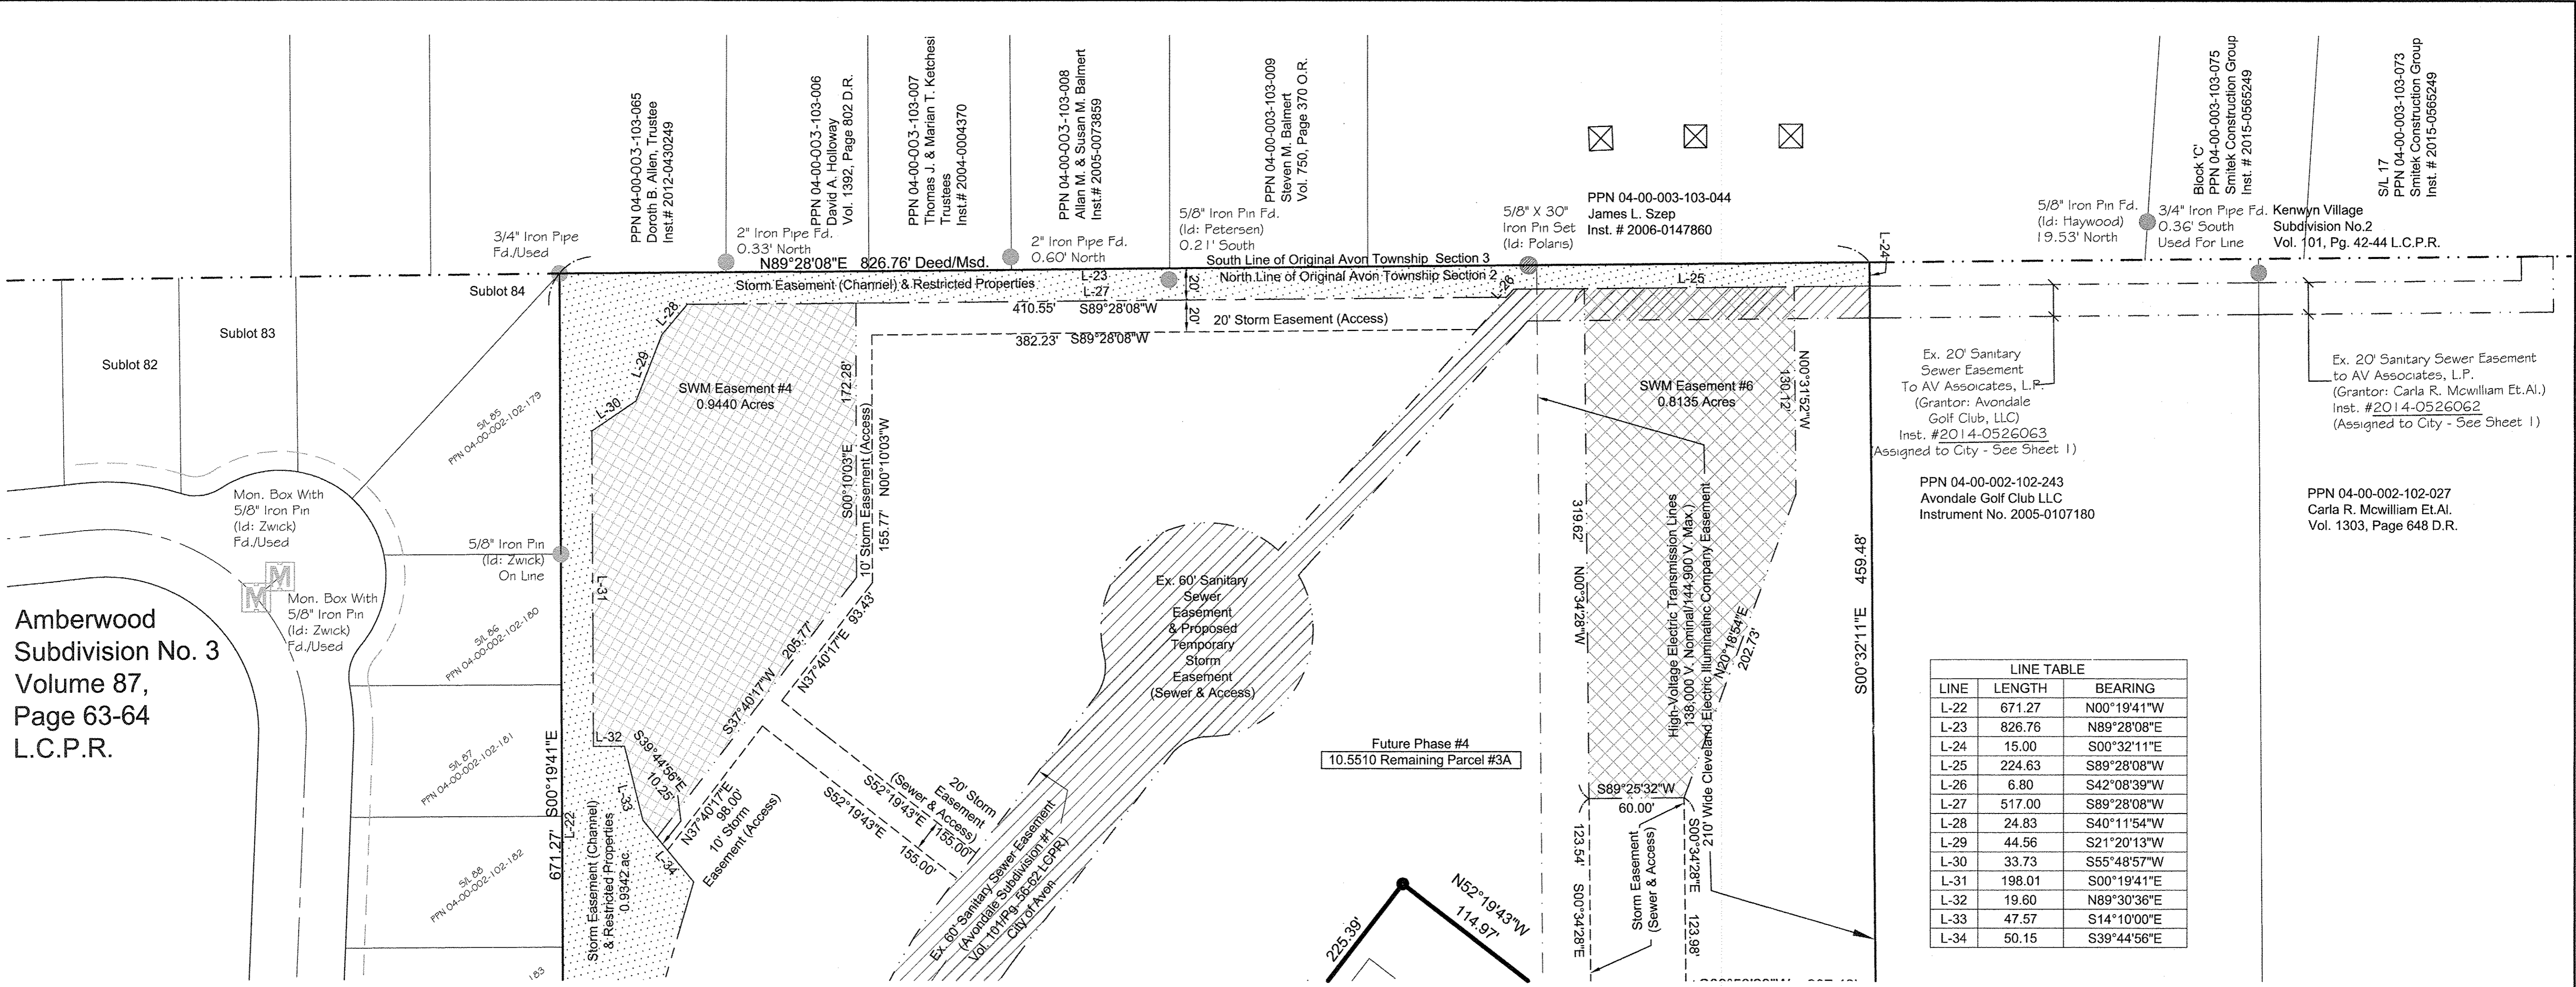 PPN 04-00-003-103-065
Doroth B. Allen, Trustee
Inst.# 2012-0430249
PPN 04-00-003-103-006
David A. Holloway
Vol. 1392, Page 802 D.R.
PPN 04-00-003-103-007
Thomas J. & Marian T. Ketchesi
Trustees
Inst.# 2004-0004370
PPN 04-00-003-103-008
Allan M. & Susan M. Balmert
Inst.# 2005-0073859
PPN 04-00-003-103-009
Steven M. Balmert
Vol. 750, Page 370 O.R.
PPN 04-00-003-103-044
James L. Szep
Inst. # 2006-0147860
Block 'C'
PPN 04-00-003-103-075
Smitek Construction Group
Inst. # 2015-0565249
S/L 17
PPN 04-00-003-103-073
Smitek Construction Group
Inst. # 2015-0565249
3/4" Iron Pipe
Fd./Used
2" Iron Pipe Fd.
0.33' North
2" Iron Pipe Fd.
0.60' North
5/8" Iron Pin Fd.
(Id: Petersen)
0.21' South
5/8" X 30"
Iron Pin Set
(Id: Polaris)
5/8" Iron Pin Fd.
(Id: Haywood)
19.53' North
3/4" Iron Pipe Fd.
0.36' South
Used For Line
Kenwyn Village
Subdivision No.2
Vol. 101, Pg. 42-44 L.C.P.R.
N89°28'08"E 826.76' Deed/Msd.
L-23
South Line of Original Avon Township Section 3
North Line of Original Avon Township Section 2
Storm Easement (Channel) & Restricted Properties
L-27
20'
20'
L-24
L-25
L-26
410.55' S89°28'08"W
20' Storm Easement (Access)
382.23' S89°28'08"W
Sublot 84
Sublot 83
Sublot 82
L-28
L-29
L-30
L-31
L-32
L-33
L-34
SWM Easement #4
0.9440 Acres
172.28'
S00°10'03"E
10' Storm Easement (Access)
155.77' N00°10'03"W
S37°40'17"W 205.77'
N37°40'17"E 93.43'
S39°44'56"E
10.25'
N37°40'17"E
98.00'
10' Storm
Easement (Access)
20' Storm
Easement
(Sewer & Access)
S52°19'43"E
155.00'
S52°19'43"E
155.00'
S/L 85
PPN 04-00-002-102-179
S/L 86
PPN 04-00-002-102-180
S/L 87
PPN 04-00-002-102-181
S/L 88
PPN 04-00-002-102-182
183
Mon. Box With
5/8" Iron Pin
(Id: Zwick)
Fd./Used
M
M
Mon. Box With
5/8" Iron Pin
(Id: Zwick)
Fd./Used
5/8" Iron Pin
(Id: Zwick)
On Line
Amberwood
Subdivision No. 3
Volume 87,
Page 63-64
L.C.P.R.
S00°19'41"E
671.27'
L-22
Storm Easement (Channel)
& Restricted Properties
0.9342 ac.
Ex. 60' Sanitary
Sewer
Easement
& Proposed
Temporary
Storm
Easement
(Sewer & Access)
Ex. 60' Sanitary Sewer Easement
(Avondale Subdivision #1
Vol. 101/Pg. 56-62 LCPR)
City of Avon
Future Phase #4
10.5510 Remaining Parcel #3A
225.39'
N52°19'43"W
114.97'
SWM Easement #6
0.8135 Acres
N00°31'52"W
130.12'
319.62'
N00°34'28"W
High-Voltage Electric Transmission Lines
138,000 V. Nominal/144,900 V. Max.)
210' Wide Cleveland Electric Illuminatinc Company Easement
N20°18'54"E
202.73'
S89°25'32"W
60.00'
123.54' S00°34'28"E
Storm Easement
(Sewer & Access)
S00°34'28"E 123.98'
S00°32'11"E 459.48'
Ex. 20' Sanitary
Sewer Easement
To AV Assoicates, L.P.
(Grantor: Avondale
Golf Club, LLC)
Inst. #2014-0526063
(Assigned to City - See Sheet 1)
PPN 04-00-002-102-243
Avondale Golf Club LLC
Instrument No. 2005-0107180
Ex. 20' Sanitary Sewer Easement
to AV Associates, L.P.
(Grantor: Carla R. Mcwilliam Et.Al.)
Inst. #2014-0526062
(Assigned to City - See Sheet 1)
PPN 04-00-002-102-027
Carla R. Mcwilliam Et.Al.
Vol. 1303, Page 648 D.R.
LINE TABLE
LINE LENGTH BEARING
L-22 671.27 N00°19'41"W
L-23 826.76 N89°28'08"E
L-24 15.00 S00°32'11"E
L-25 224.63 S89°28'08"W
L-26 6.80 S42°08'39"W
L-27 517.00 S89°28'08"W
L-28 24.83 S40°11'54"W
L-29 44.56 S21°20'13"W
L-30 33.73 S55°48'57"W
L-31 198.01 S00°19'41"E
L-32 19.60 N89°30'36"E
L-33 47.57 S14°10'00"E
L-34 50.15 S39°44'56"E